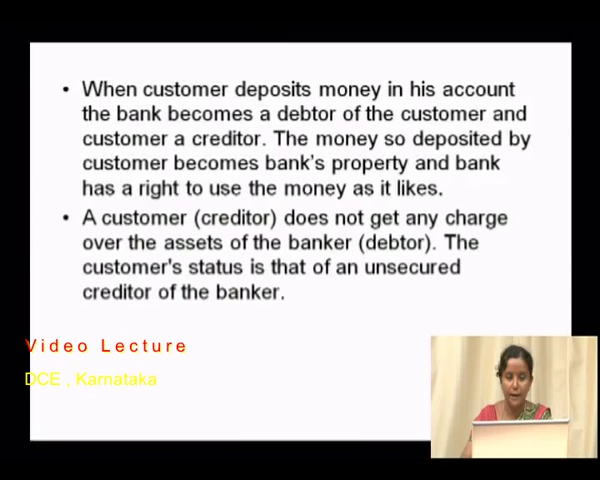 • When customer deposits money in his account
the bank becomes a debtor of the customer and
customer a creditor. The money so deposited by
customer becomes bank's property and bank
has a right to use the money as it likes.
• A customer (creditor) does not get any charge
over the assets of the banker (debtor). The
customer's status is that of an unsecured
creditor of the banker.
Video Lecture
DCE , Karnataka